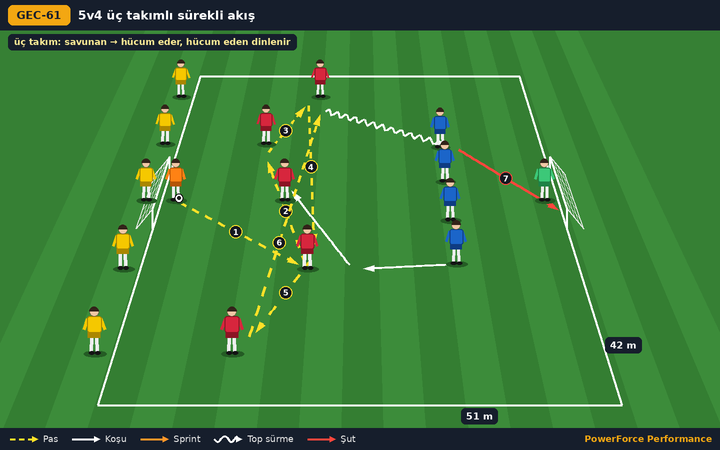 GEC-61 5v4 üç takımlı sürekli akış
üç takım: savunan → hücum eder, hücum eden dinlenir
3
4
7
2
1
6
5
42 m
51 m
Pas Koşu Sprint Top sürme Şut PowerForce Performance